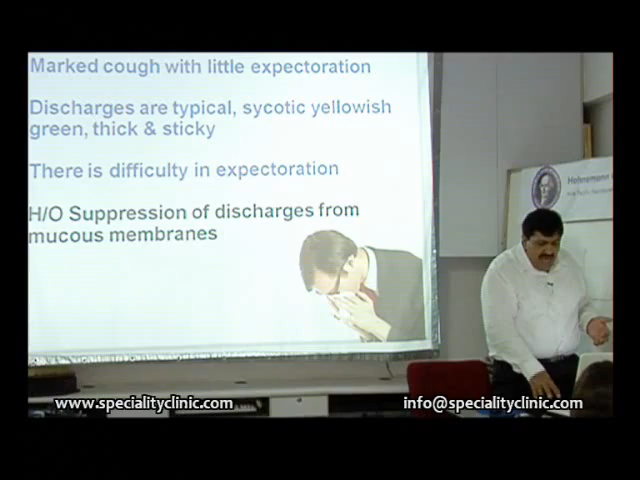 Marked cough with little expectoration
Discharges are typical, sycotic yellowish
green, thick & sticky
There is difficulty in expectoration
H/O Suppression of discharges from
mucous membranes
Hahnemann
www.specialityclinic.com
info@specialityclinic.com